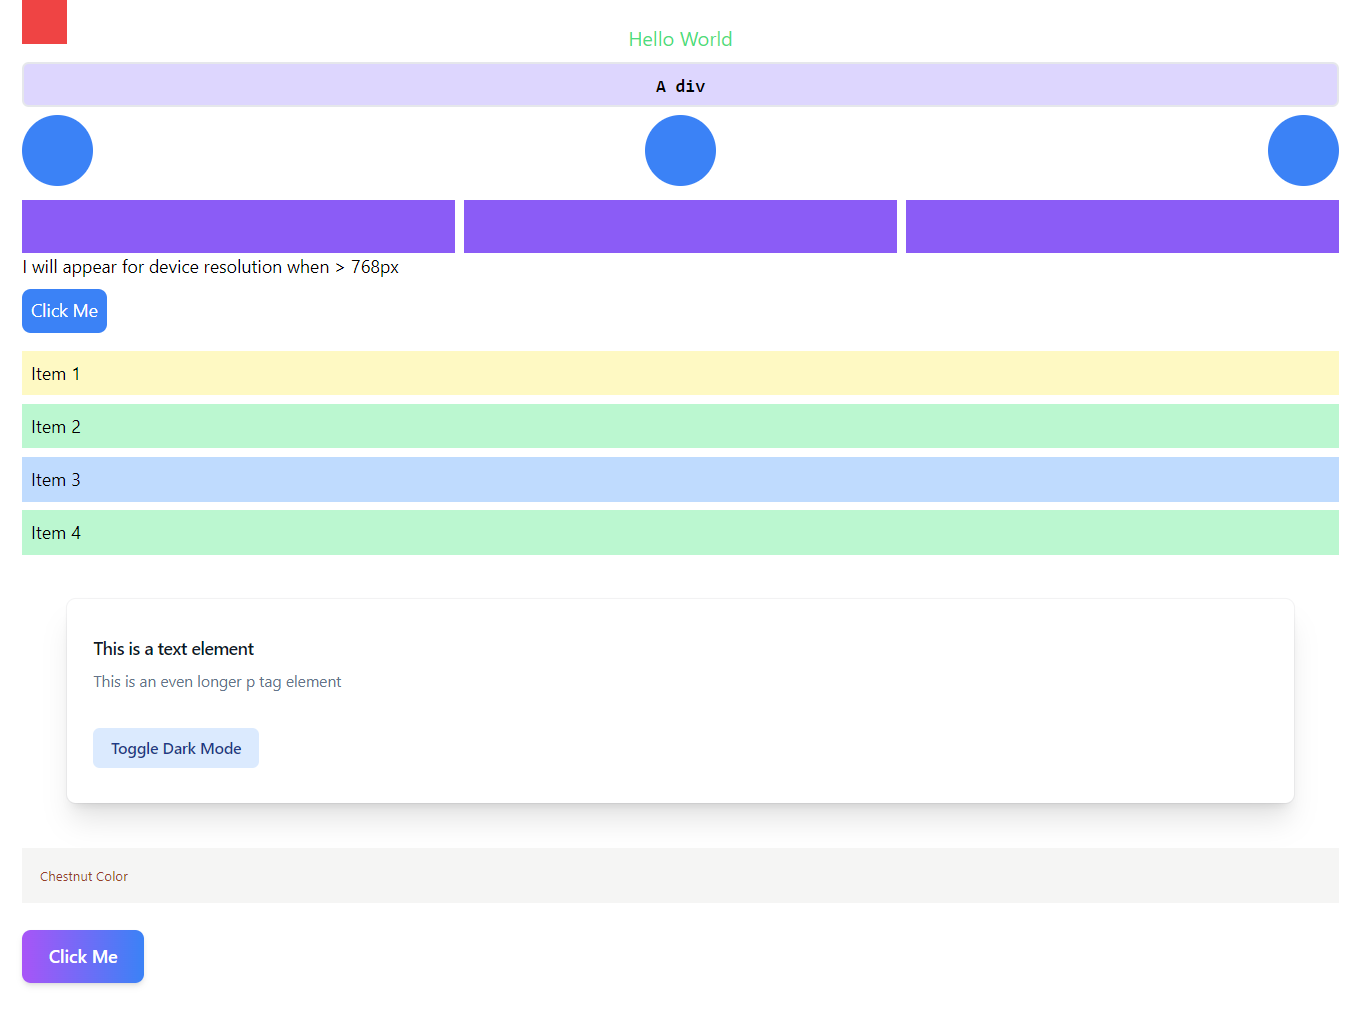 Hello World
A div
I will appear for device resolution when > 768px
Click Me
Item 1
Item 2
Item 3
Item 4
This is a text element
This is an even longer p tag element
Toggle Dark Mode
Chestnut Color
Click Me